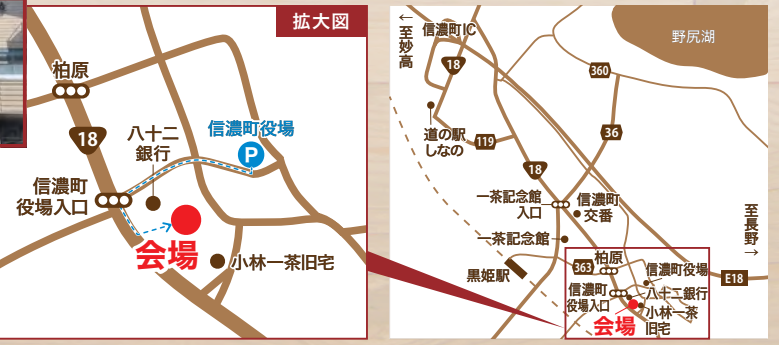 拡大図
柏原
18
八十二
銀行
信濃町役場
P
信濃町
役場入口
会場
小林一茶旧宅
←至妙高
信濃町IC
野尻湖
18
360
道の駅
しなの
119
36
18
一茶記念館
入口
信濃町
交番
一茶記念館
至長野→
黒姫駅
363
柏原
信濃町役場
E18
信濃町
役場入口
八十二銀行
会場
小林一茶
旧宅